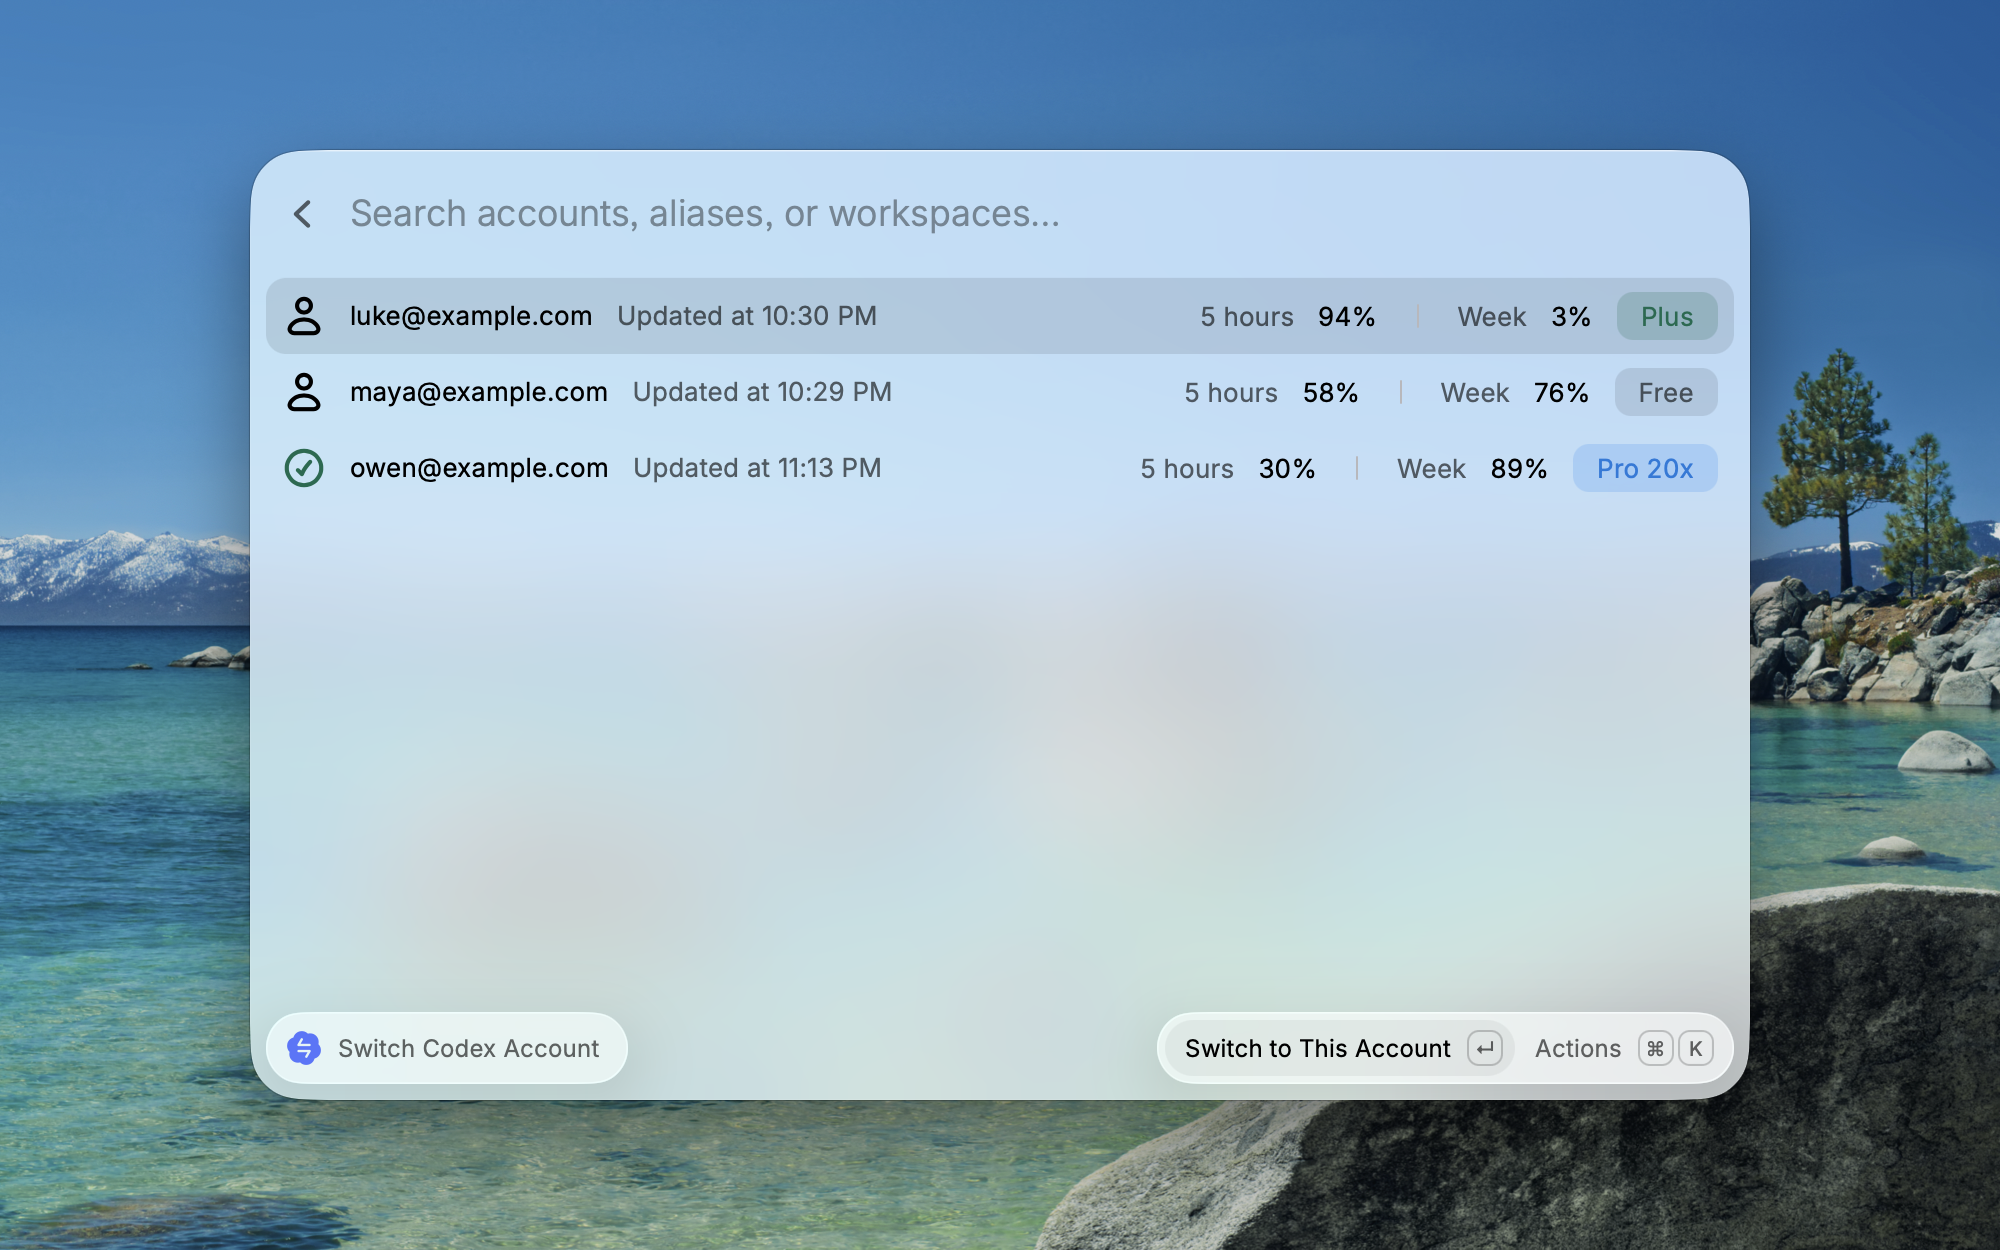 Search accounts, aliases, or workspaces...
luke@example.com Updated at 10:30 PM 5 hours 94% Week 3% Plus
maya@example.com Updated at 10:29 PM 5 hours 58% Week 76% Free
owen@example.com Updated at 11:13 PM 5 hours 30% Week 89% Pro 20x
Switch Codex Account Switch to This Account ↵ Actions ⌘ K